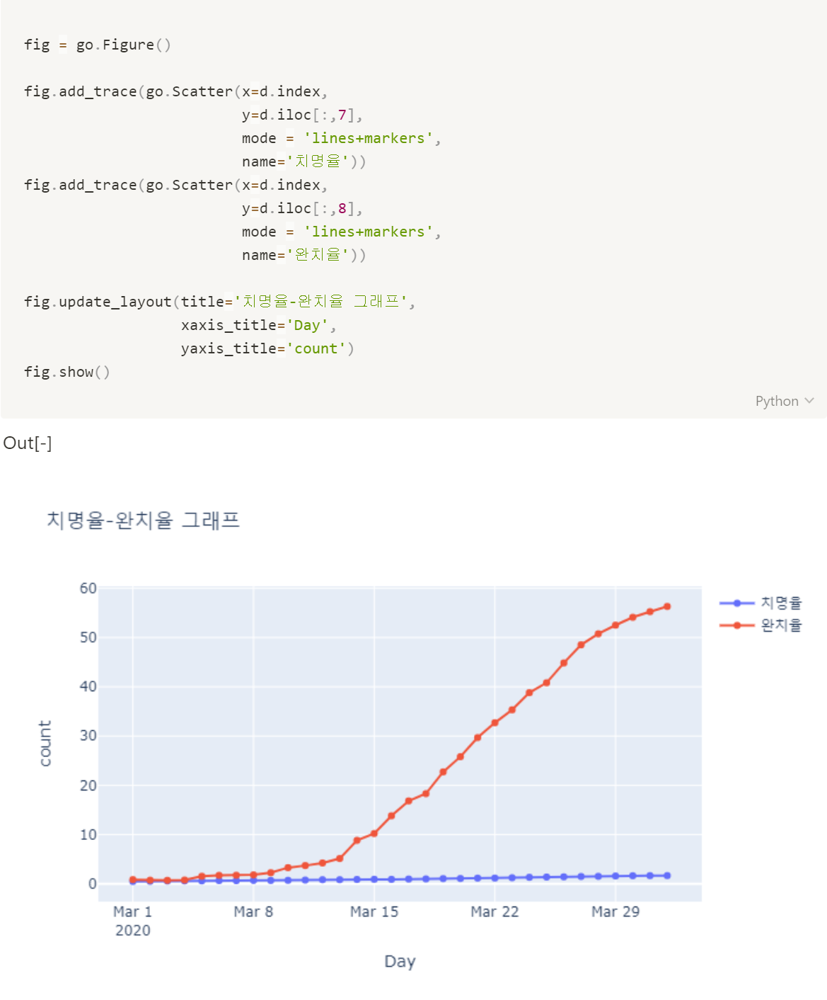 fig = go.Figure()
fig.add_trace(go.Scatter(x=d.index,
y=d.iloc[:,7],
mode = 'lines+markers',
name='치명율'))
fig.add_trace(go.Scatter(x=d.index,
y=d.iloc[:,8],
mode = 'lines+markers',
name='완치율'))
fig.update_layout(title='치명율-완치율 그래프',
xaxis_title='Day',
yaxis_title='count')
fig.show()
Python
Out[-]
치명율-완치율 그래프
60
50
40
30
20
10
0
count
치명율
완치율
Mar 1 Mar 8 Mar 15 Mar 22 Mar 29
2020
Day